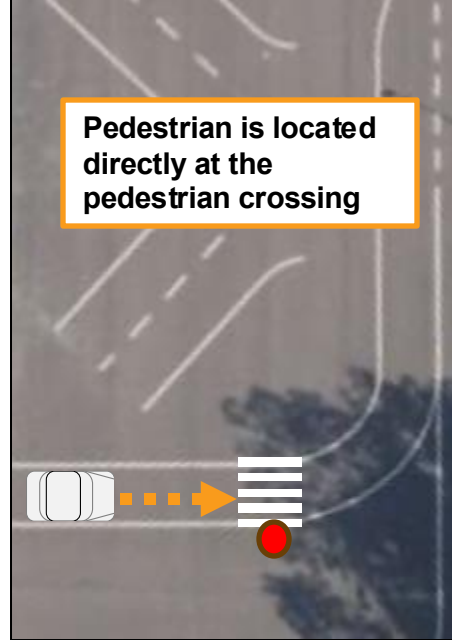 Pedestrian is located
directly at the
pedestrian crossing